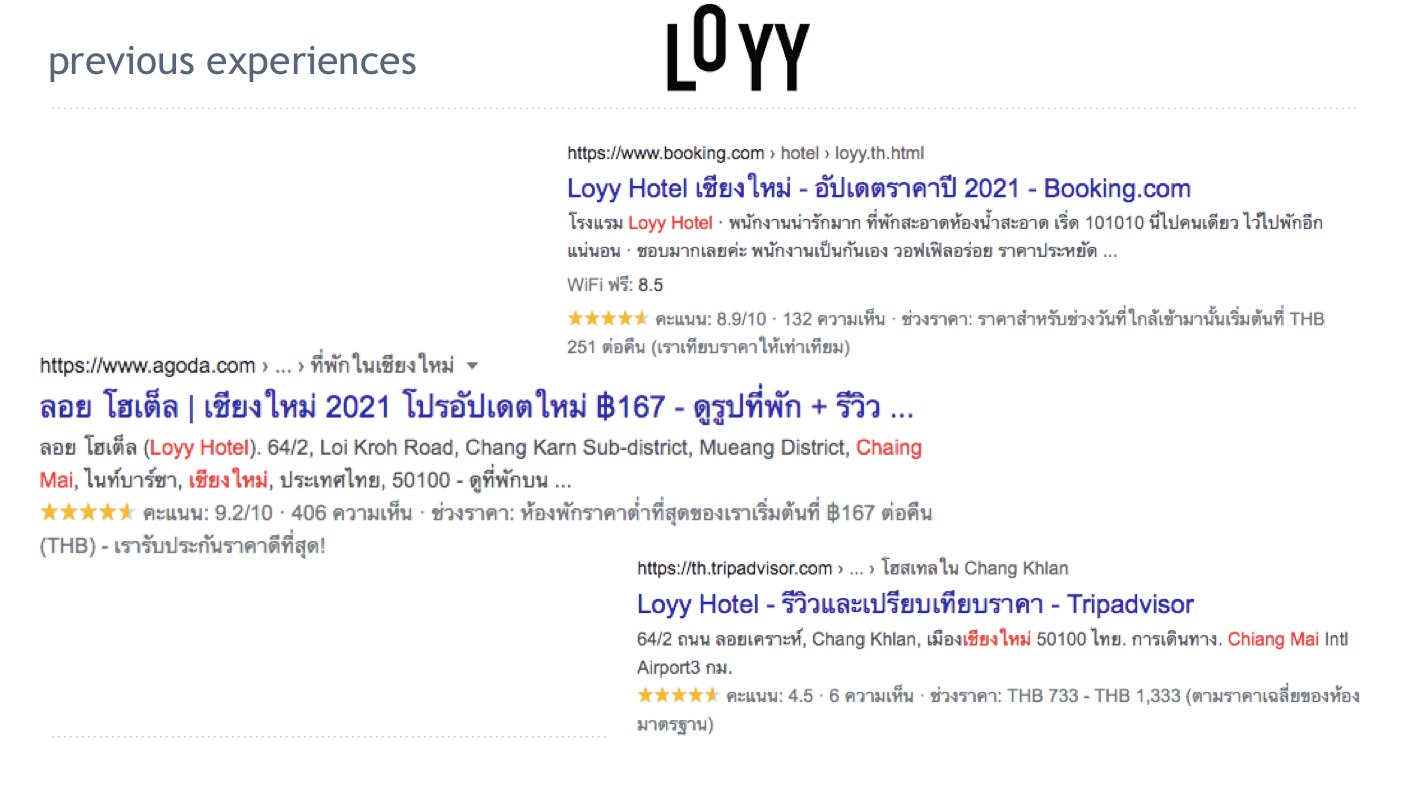 previous experiences
LOYY
https://www.booking.com › hotel › loyy.th.html
Loyy Hotel เชียงใหม่ - อัปเดตราคาปี 2021 - Booking.com
โรงแรม Loyy Hotel · พนักงานน่ารักมาก ที่พักสะอาดห้องน้ำสะอาด เริ่ด 101010 นี่ไปคนเดียว ไว้ไปพักอีก
แน่นอน · ชอบมากเลยค่ะ พนักงานเป็นกันเอง วอฟเฟิลอร่อย ราคาประหยัด ...
WiFi ฟรี: 8.5
คะแนน: 8.9/10 · 132 ความเห็น · ช่วงราคา: ราคาสำหรับช่วงวันที่ใกล้เข้ามานั้นเริ่มต้นที่ THB
251 ต่อคืน (เราเทียบราคาให้เท่าเทียม)
https://www.agoda.com › ... › ที่พักในเชียงใหม่
ลอย โฮเต็ล | เชียงใหม่ 2021 โปรอัปเดตใหม่ ฿167 - ดูรูปที่พัก + รีวิว ...
ลอย โฮเต็ล (Loyy Hotel). 64/2, Loi Kroh Road, Chang Karn Sub-district, Mueang District, Chaing
Mai, ไนท์บาร์ซา, เชียงใหม่, ประเทศไทย, 50100 - ดูที่พักบน ...
คะแนน: 9.2/10 · 406 ความเห็น · ช่วงราคา: ห้องพักราคาต่ำที่สุดของเราเริ่มต้นที่ ฿167 ต่อคืน
(THB) - เรารับประกันราคาดีที่สุด!
https://th.tripadvisor.com › ... › โฮสเทลใน Chang Khlan
Loyy Hotel - รีวิวและเปรียบเทียบราคา - Tripadvisor
64/2 ถนน ลอยเคราะห์, Chang Khlan, เมืองเชียงใหม่ 50100 ไทย. การเดินทาง. Chiang Mai Intl
Airport3 กม.
คะแนน: 4.5 · 6 ความเห็น · ช่วงราคา: THB 733 - THB 1,333 (ตามราคาเฉลี่ยของห้อง
มาตรฐาน)